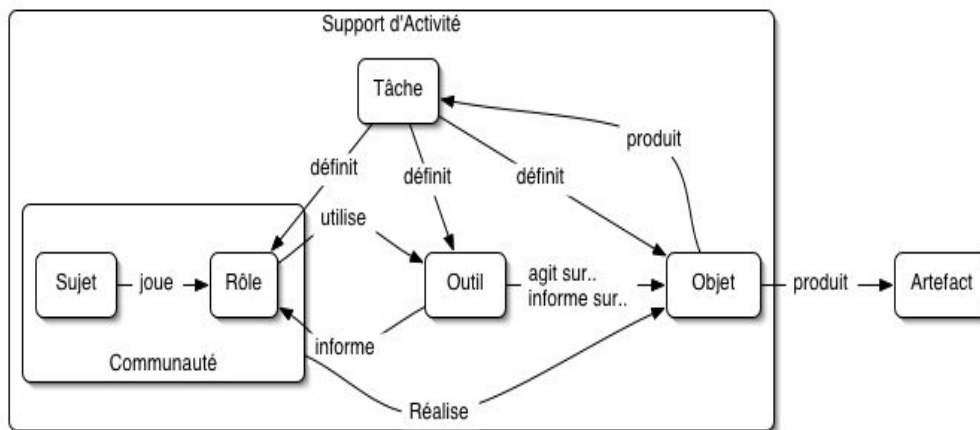 Support d'Activité
Tâche
produit
définit
définit
définit
utilise
Sujet
joue
Rôle
Outil
agit sur..
informe sur..
Objet
produit
Artefact
informe
Communauté
Réalise